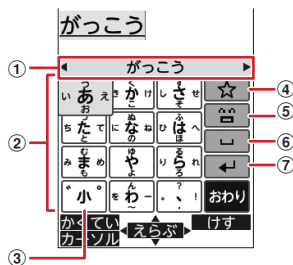 がっこう
① ◀ がっこう ▶
② い あ え う お き か け く こ し さ せ す そ ☆ ④
⑤
ち た て つ と に な ね ぬ の ひ は へ ふ ほ ␣ ⑥
み ま め む も や ゆ よ り ら れ る ろ ↵ ⑦
゛ 小 ゜ を わ ー ん 〜 。 、 ! ? おわり
かくてい ◀ えらぶ ▶ けす
カーソル
③